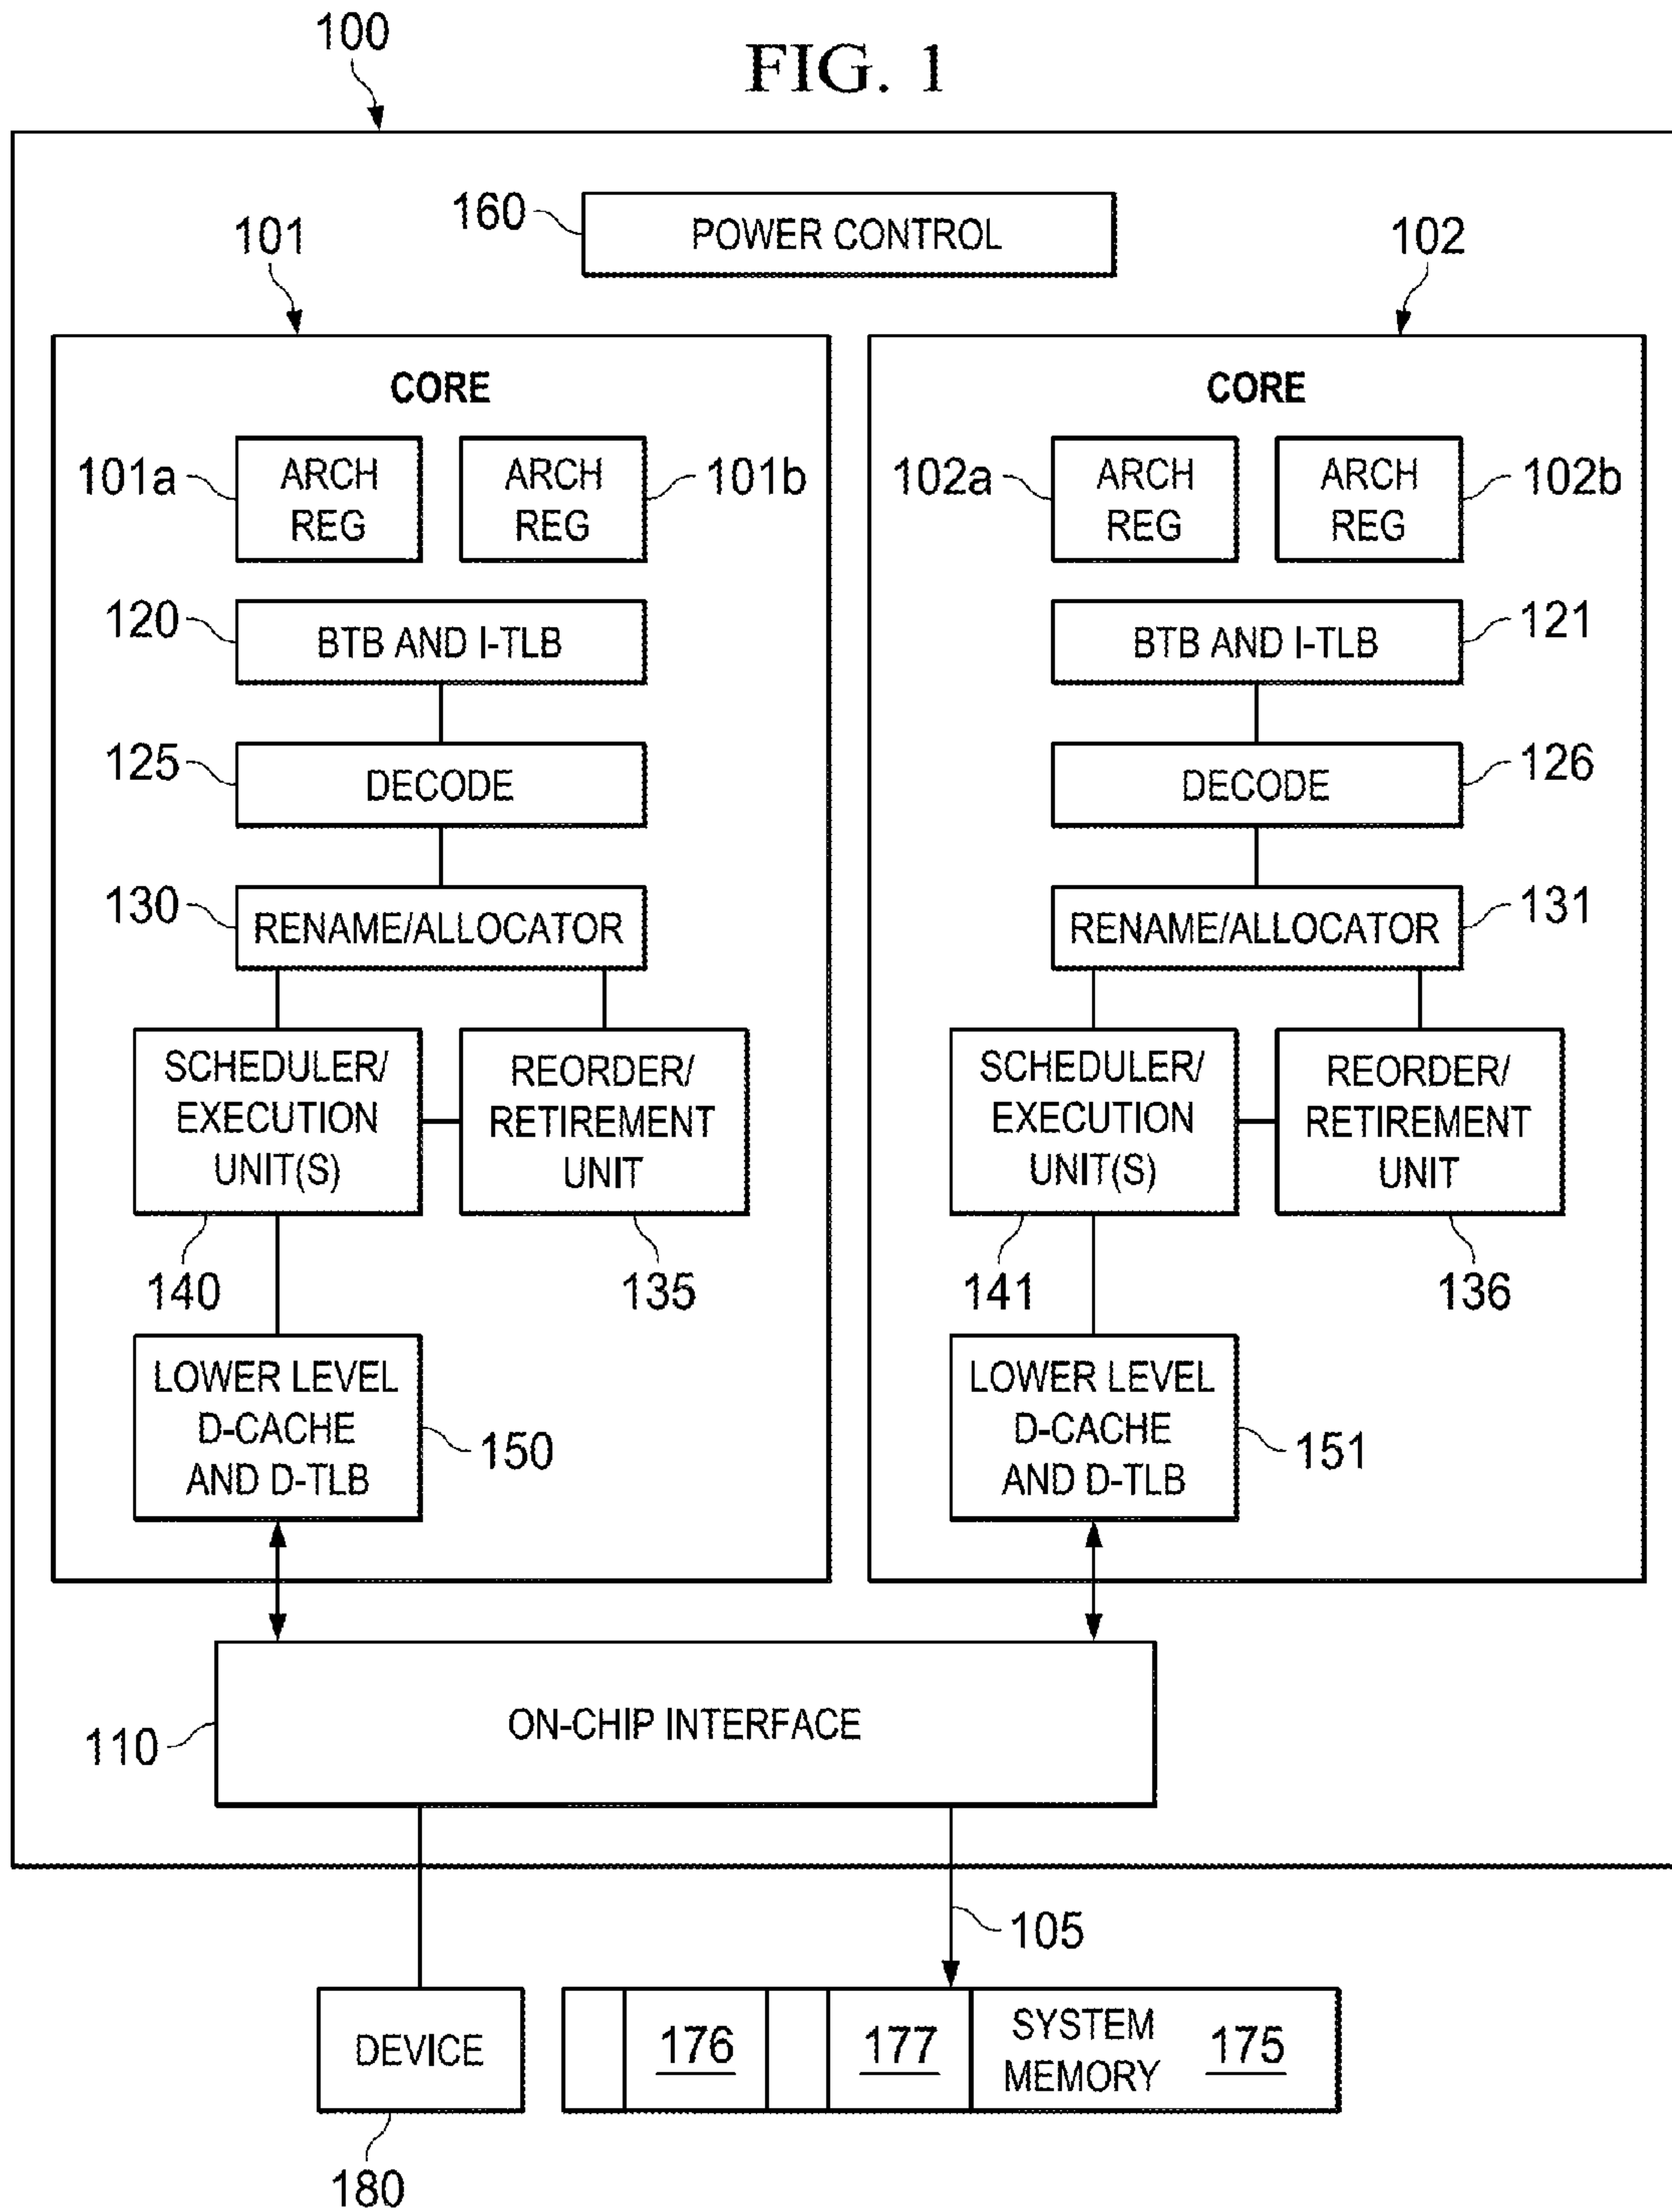 FIG. 1
100
160
POWER CONTROL
101
102
CORE
101a
ARCH
REG
ARCH
REG
101b
120
BTB AND I-TLB
125
DECODE
130
RENAME/ALLOCATOR
SCHEDULER/
EXECUTION
UNIT(S)
REORDER/
RETIREMENT
UNIT
140
135
LOWER LEVEL
D-CACHE
AND D-TLB
150
CORE
102a
ARCH
REG
ARCH
REG
102b
BTB AND I-TLB
121
DECODE
126
RENAME/ALLOCATOR
131
SCHEDULER/
EXECUTION
UNIT(S)
REORDER/
RETIREMENT
UNIT
141
136
LOWER LEVEL
D-CACHE
AND D-TLB
151
110
ON-CHIP INTERFACE
105
DEVICE
180
176
177
SYSTEM
MEMORY
175